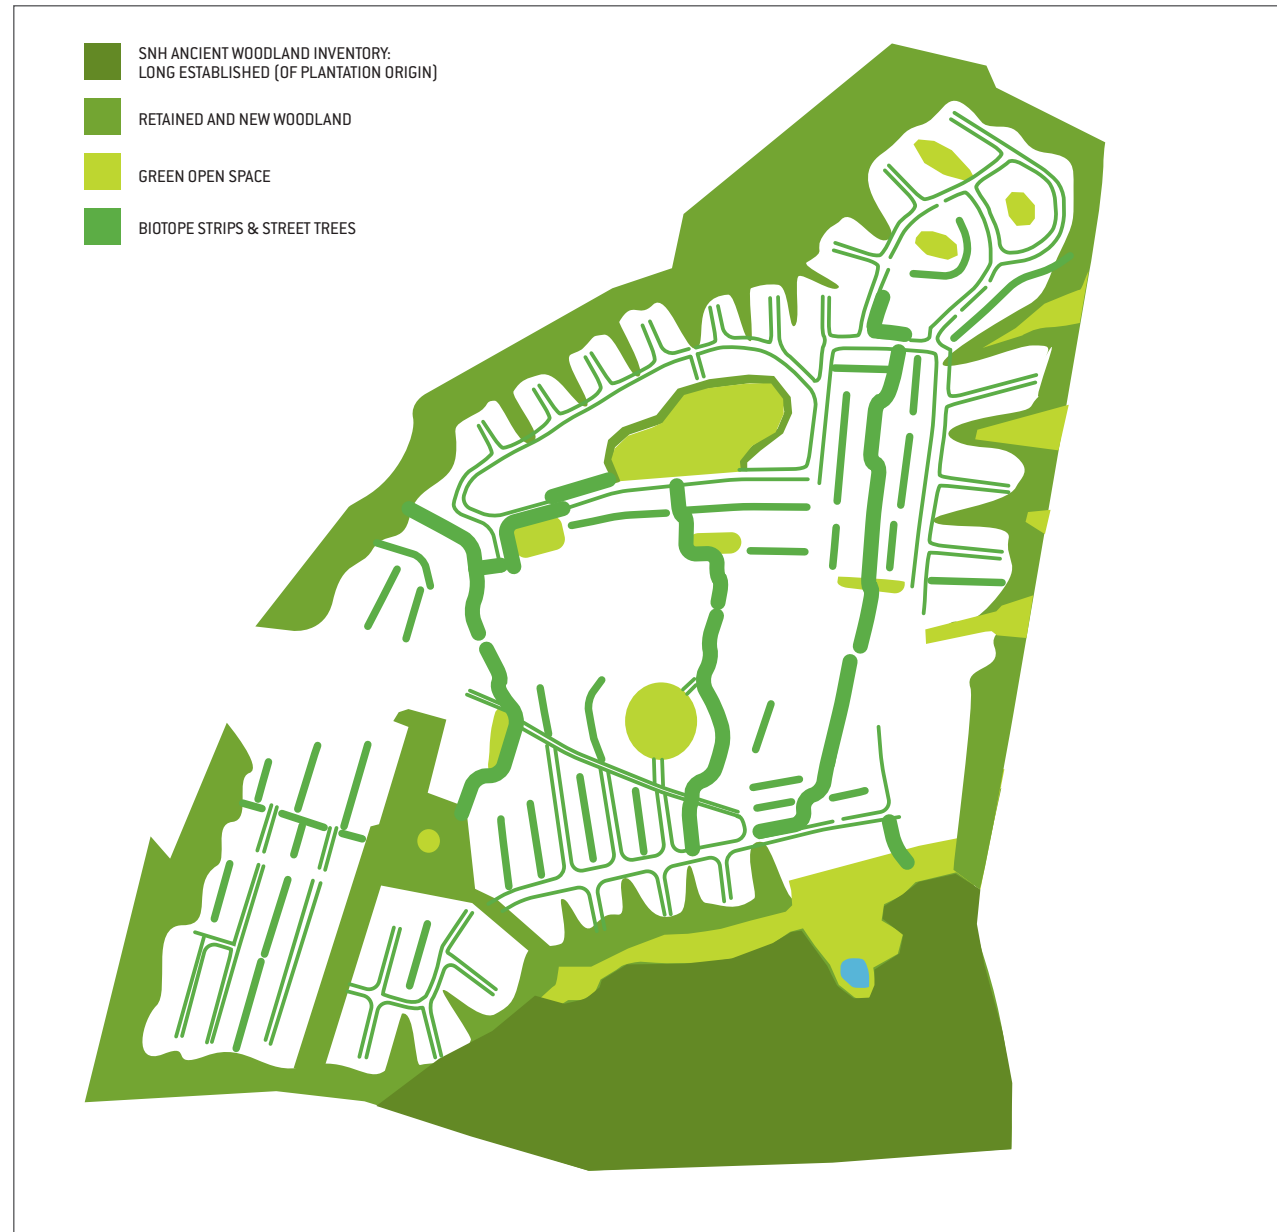 SNH ANCIENT WOODLAND INVENTORY:
LONG ESTABLISHED (OF PLANTATION ORIGIN)
RETAINED AND NEW WOODLAND
GREEN OPEN SPACE
BIOTOPE STRIPS & STREET TREES